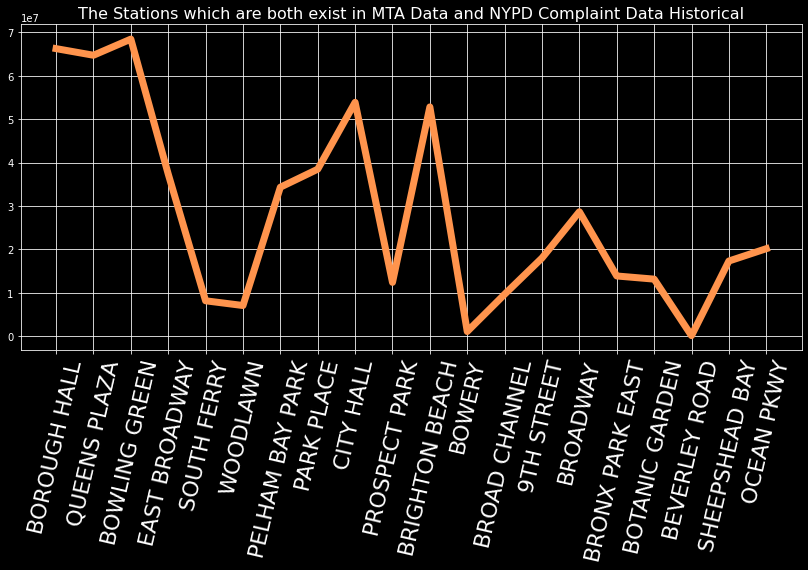 The Stations which are both exist in MTA Data and NYPD Complaint Data Historical
1e7
7
6
5
4
3
2
1
0
BOROUGH HALL
QUEENS PLAZA
BOWLING GREEN
EAST BROADWAY
SOUTH FERRY
WOODLAWN
PELHAM BAY PARK
PARK PLACE
CITY HALL
PROSPECT PARK
BRIGHTON BEACH
BOWERY
BROAD CHANNEL
9TH STREET
BROADWAY
BRONX PARK EAST
BOTANIC GARDEN
BEVERLEY ROAD
SHEEPSHEAD BAY
OCEAN PKWY